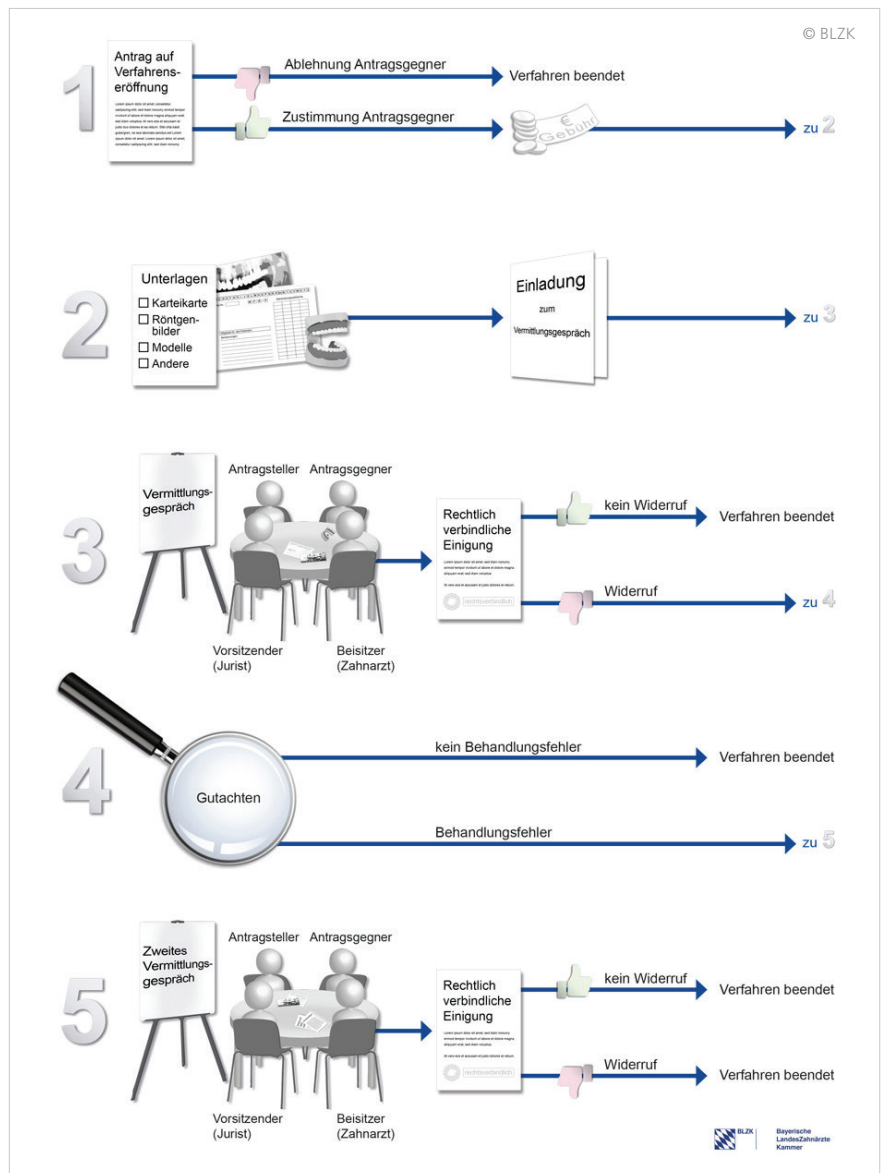 © BLZK
1
Antrag auf
Verfahrens-
eröffnung
Ablehnung Antragsgegner
Verfahren beendet
Zustimmung Antragsgegner
€
Gebühr
zu 2
2
Unterlagen
Karteikarte
Röntgen-
bilder
Modelle
Andere
Einladung
zum
Vermittlungsgespräch
zu 3
3
Vermittlungs-
gespräch
Antragsteller Antragsgegner
Vorsitzender
(Jurist)
Beisitzer
(Zahnarzt)
Rechtlich
verbindliche
Einigung
rechtsverbindlich
kein Widerruf
Verfahren beendet
Widerruf
zu 4
4
Gutachten
kein Behandlungsfehler
Verfahren beendet
Behandlungsfehler
zu 5
5
Zweites
Vermittlungs-
gespräch
Antragsteller Antragsgegner
Vorsitzender
(Jurist)
Beisitzer
(Zahnarzt)
Rechtlich
verbindliche
Einigung
rechtsverbindlich
kein Widerruf
Verfahren beendet
Widerruf
Verfahren beendet
BLZK
Bayerische
LandesZahnärzte
Kammer